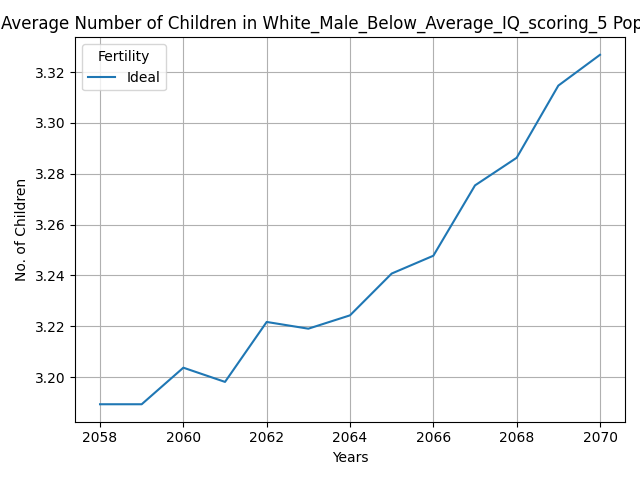 Average Number of Children in White_Male_Below_Average_IQ_scoring_5 Pop
Fertility
Ideal
No. of Children
3.32
3.30
3.28
3.26
3.24
3.22
3.20
2058 2060 2062 2064 2066 2068 2070
Years